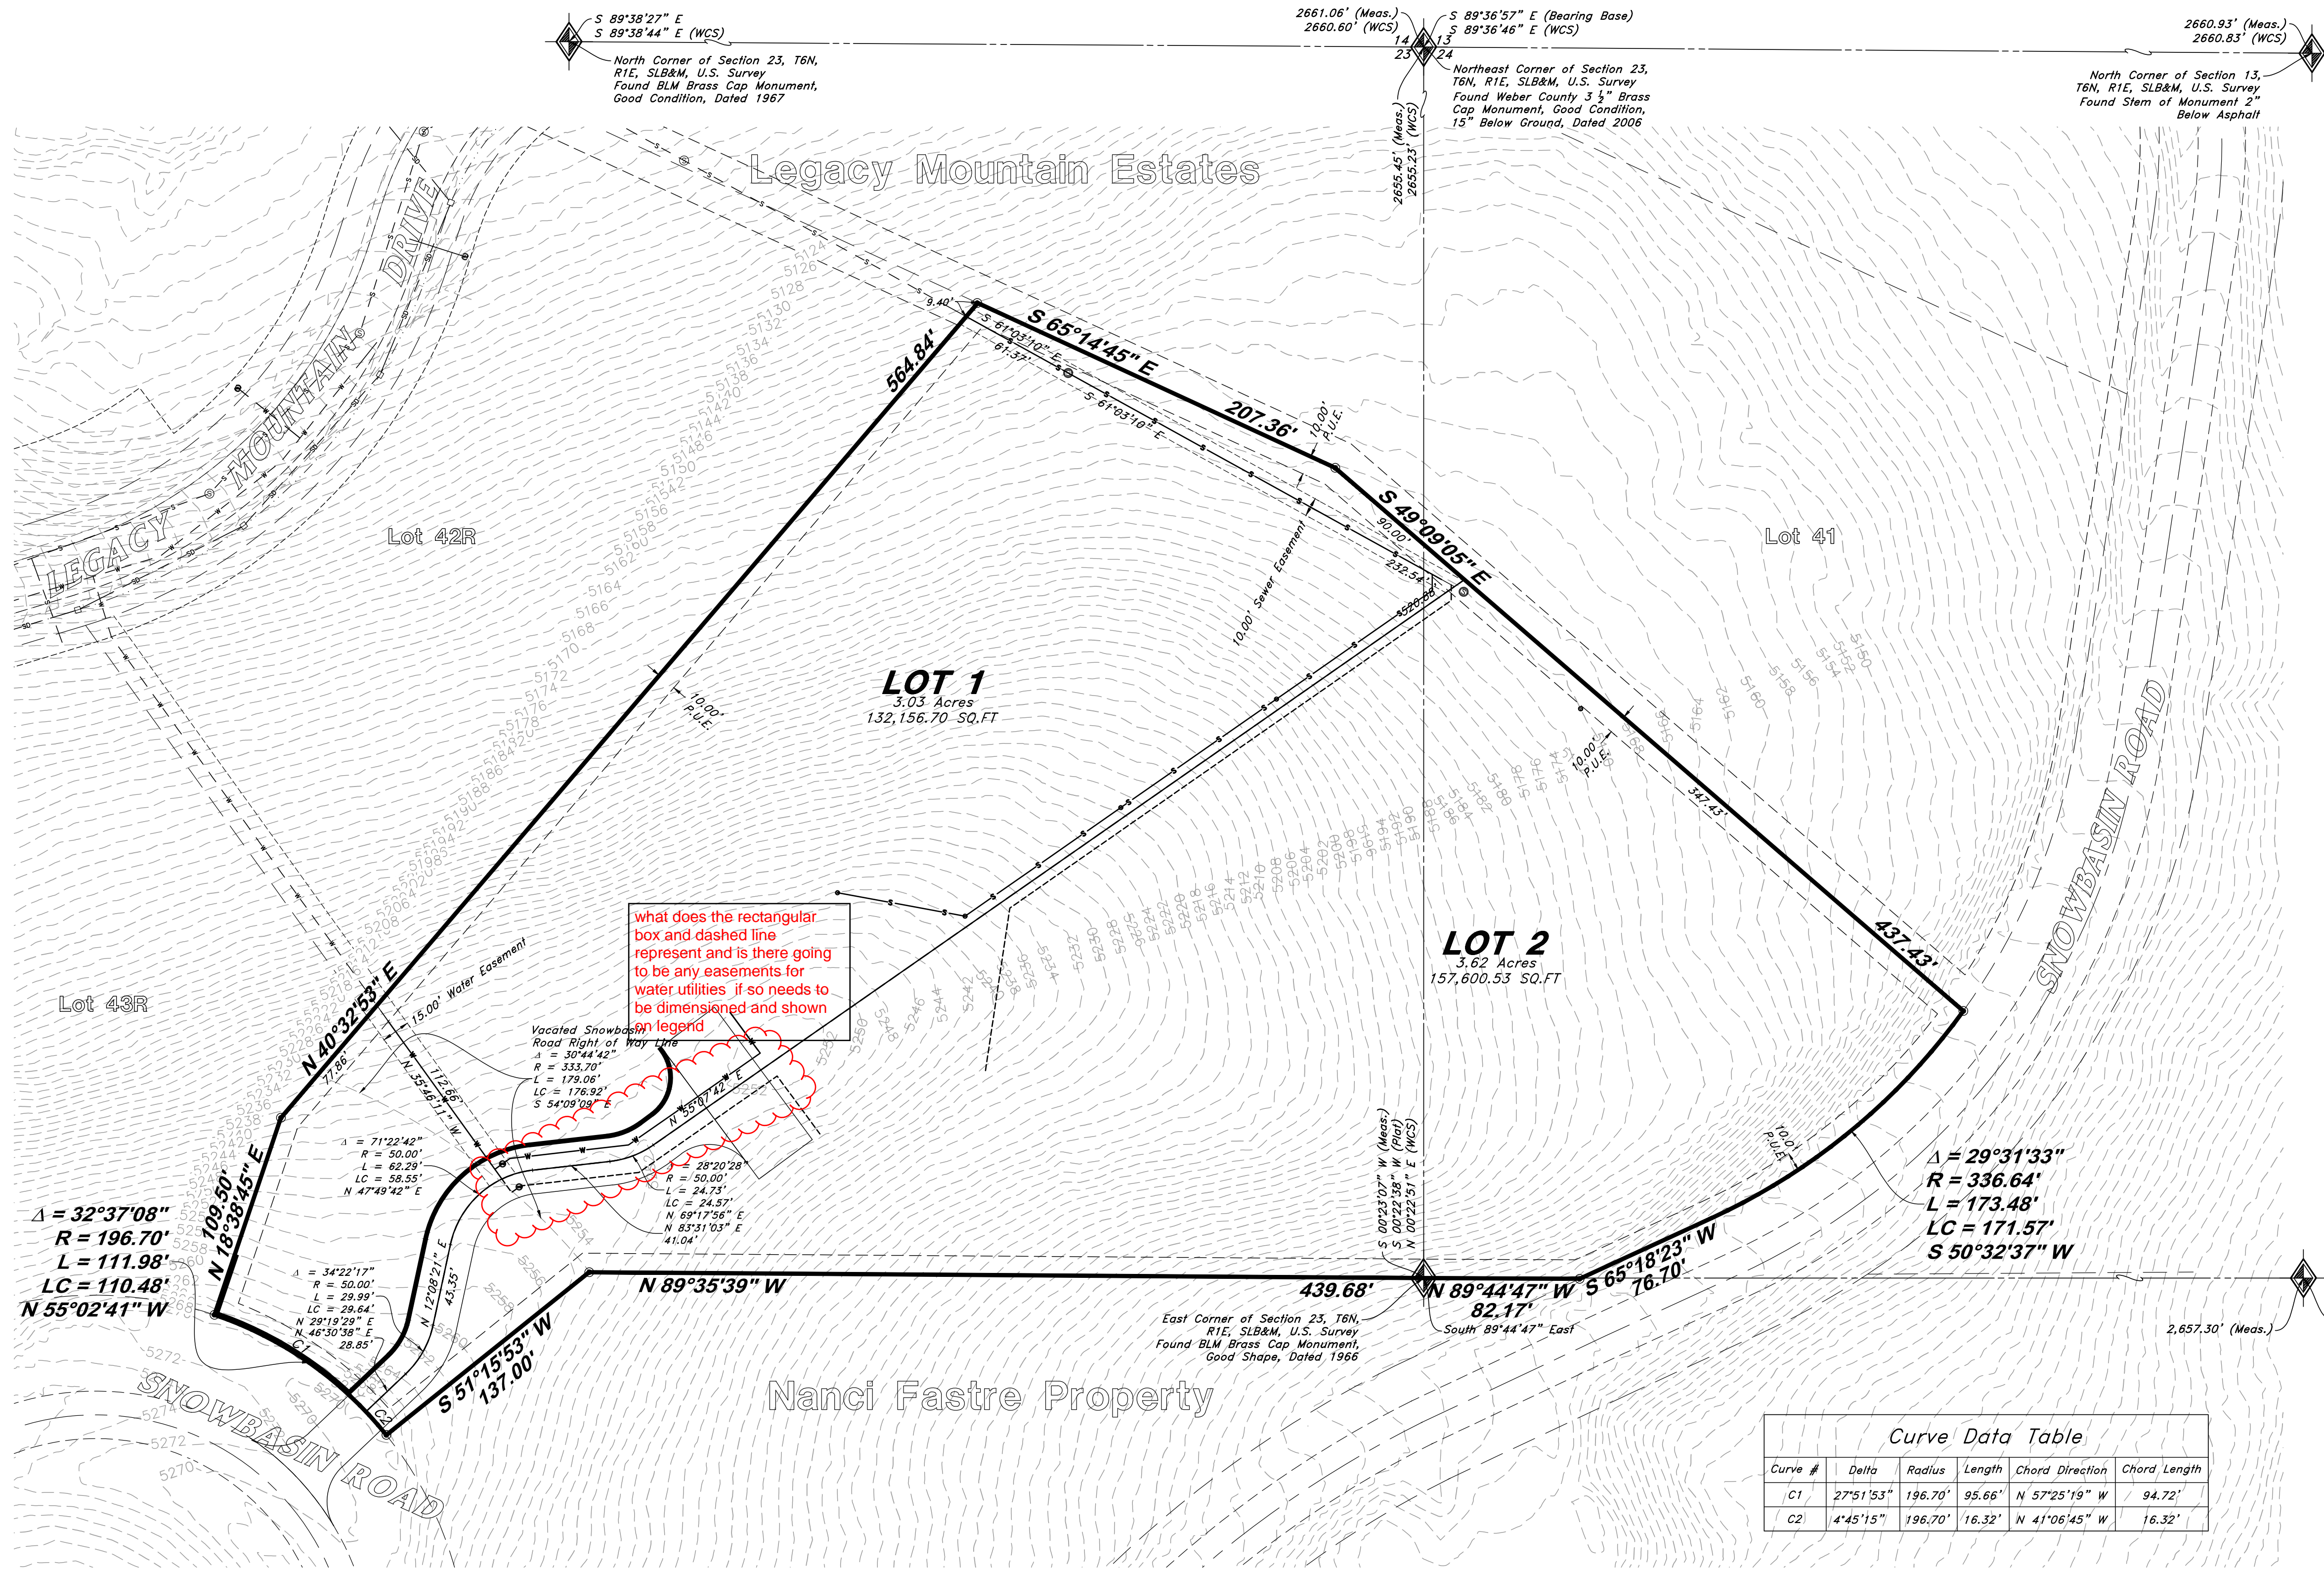 S 89°38'27" E
S 89°38'44" E (WCS)
North Corner of Section 23, T6N,
R1E, SLB&M, U.S. Survey
Found BLM Brass Cap Monument,
Good Condition, Dated 1967
2661.06' (Meas.)
2660.60' (WCS)
14
13
23
24
S 89°36'57" E (Bearing Base)
S 89°36'46" E (WCS)
Northeast Corner of Section 23,
T6N, R1E, SLB&M, U.S. Survey
Found Weber County 3 ½" Brass
Cap Monument, Good Condition,
15" Below Ground, Dated 2006
2660.93' (Meas.)
2660.83' (WCS)
North Corner of Section 13,
T6N, R1E, SLB&M, U.S. Survey
Found Stem of Monument 2"
Below Asphalt
2655.45' (Meas.)
2655.23' (WCS)
Legacy Mountain Estates
LEGACY MOUNTAIN DRIVE
9.40'
S 65°14'45" E
207.36'
S 61°03'10" E
61.37'
S 61°03'10" E
564.84'
10.00'
P.U.E.
S 49°09'05" E
90.00'
232.54'
520.88'
10.00' Sewer Easement
Lot 42R
Lot 41
LOT 1
3.03 Acres
132,156.70 SQ.FT
10.00'
P.U.E.
10.00'
P.U.E.
347.43'
437.43'
SNOWBASIN ROAD
LOT 2
3.62 Acres
157,600.53 SQ.FT
what does the rectangular
box and dashed line
represent and is there going
to be any easements for
water utilities if so needs to
be dimensioned and shown
on legend
Lot 43R
N 40°32'53" E
77.86'
15.00' Water Easement
112.66'
N 35°46'11" W
Vacated Snowbasin
Road Right of Way Line
Δ = 30°44'42"
R = 333.70'
L = 179.06'
LC = 176.92'
S 54°09'09" E
N 55°07'42" E
Δ = 71°22'42"
R = 50.00'
L = 62.29'
LC = 58.55'
N 47°49'42" E
= 28°20'28"
R = 50.00'
L = 24.73'
LC = 24.57'
N 69°17'56" E
N 83°31'03" E
41.04'
109.50'
N 18°38'45" E
Δ = 32°37'08"
R = 196.70'
L = 111.98'
LC = 110.48'
N 55°02'41" W
Δ = 34°22'17"
R = 50.00'
L = 29.99'
LC = 29.64'
N 29°19'29" E
N 46°30'38" E
28.85'
N 12°08'21" E
43.35'
C1
C2
S 51°15'53" W
137.00'
N 89°35'39" W
439.68'
S 00°23'07" W (Meas.)
S 00°22'38" W (Plat)
N 00°22'51" E (WCS)
N 89°44'47" W
82.17'
South 89°44'47" East
S 65°18'23" W
76.70'
10.0'
P.U.E.
Δ = 29°31'33"
R = 336.64'
L = 173.48'
LC = 171.57'
S 50°32'37" W
East Corner of Section 23, T6N,
R1E, SLB&M, U.S. Survey
Found BLM Brass Cap Monument,
Good Shape, Dated 1966
2,657.30' (Meas.)
SNOWBASIN ROAD
Nanci Fastre Property
Curve Data Table
Curve # Delta Radius Length Chord Direction Chord Length
C1 27°51'53" 196.70' 95.66' N 57°25'19" W 94.72'
C2 4°45'15" 196.70' 16.32' N 41°06'45" W 16.32'